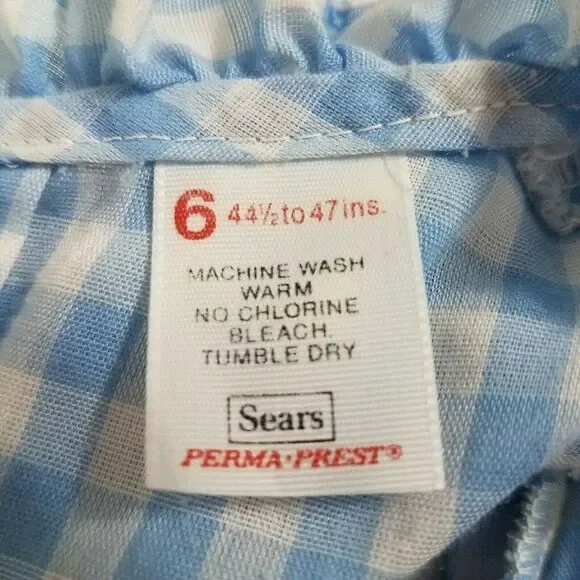 6 44½ to 47 ins.
MACHINE WASH
WARM
NO CHLORINE
BLEACH.
TUMBLE DRY
Sears
PERMA·PREST®